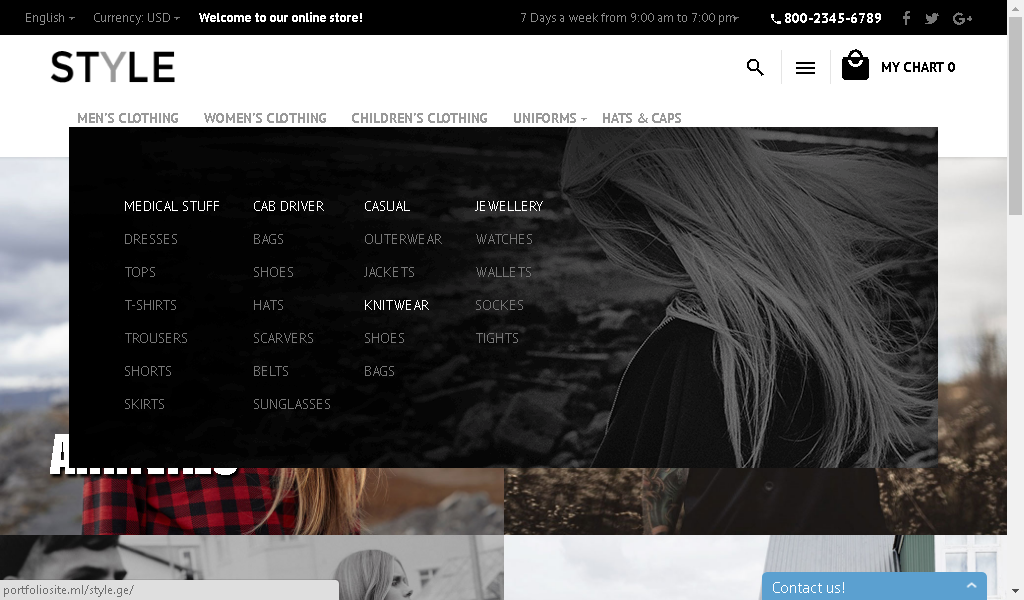 English
Currency: USD
Welcome to our online store!
7 Days a week from 9:00 am to 7:00 pm
800-2345-6789
STYLE
MY CHART 0
MEN'S CLOTHING
WOMEN'S CLOTHING
CHILDREN'S CLOTHING
UNIFORMS
HATS & CAPS
MEDICAL STUFF
DRESSES
TOPS
T-SHIRTS
TROUSERS
SHORTS
SKIRTS
CAB DRIVER
BAGS
SHOES
HATS
SCARVERS
BELTS
SUNGLASSES
CASUAL
OUTERWEAR
JACKETS
KNITWEAR
SHOES
BAGS
JEWELLERY
WATCHES
WALLETS
SOCKES
TIGHTS
portfoliosite.ml/style.ge/
Contact us!